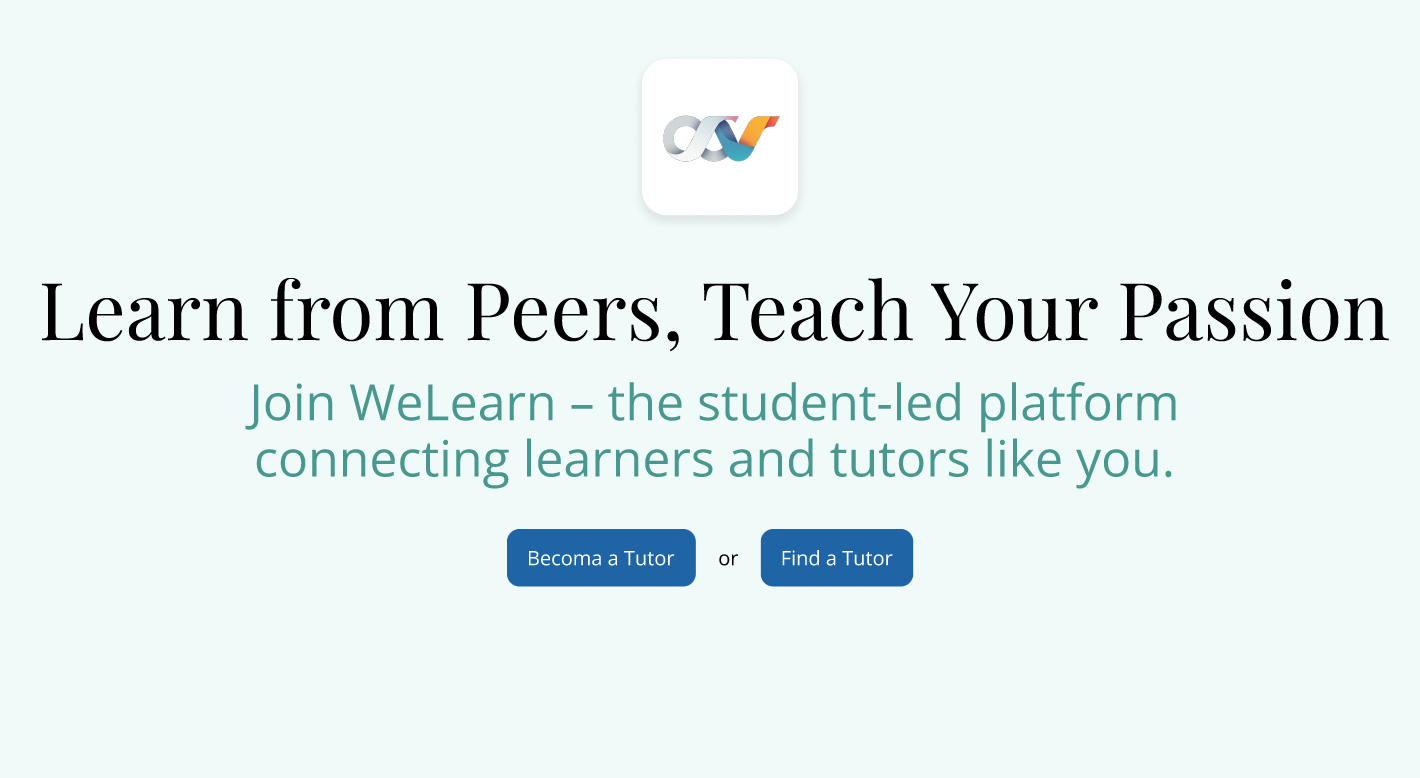 Learn from Peers, Teach Your Passion
Join WeLearn – the student-led platform
connecting learners and tutors like you.
Becoma a Tutor or Find a Tutor